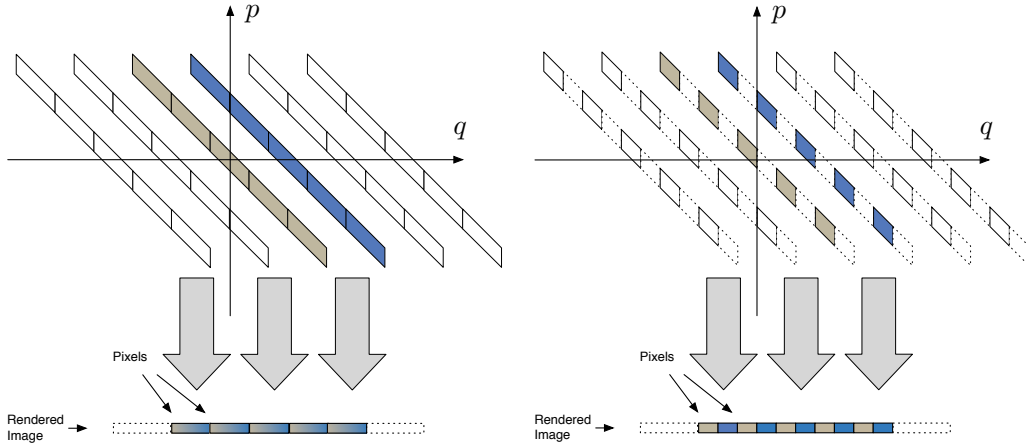 p
q
Pixels
Rendered
Image
p
q
Pixels
Rendered
Image